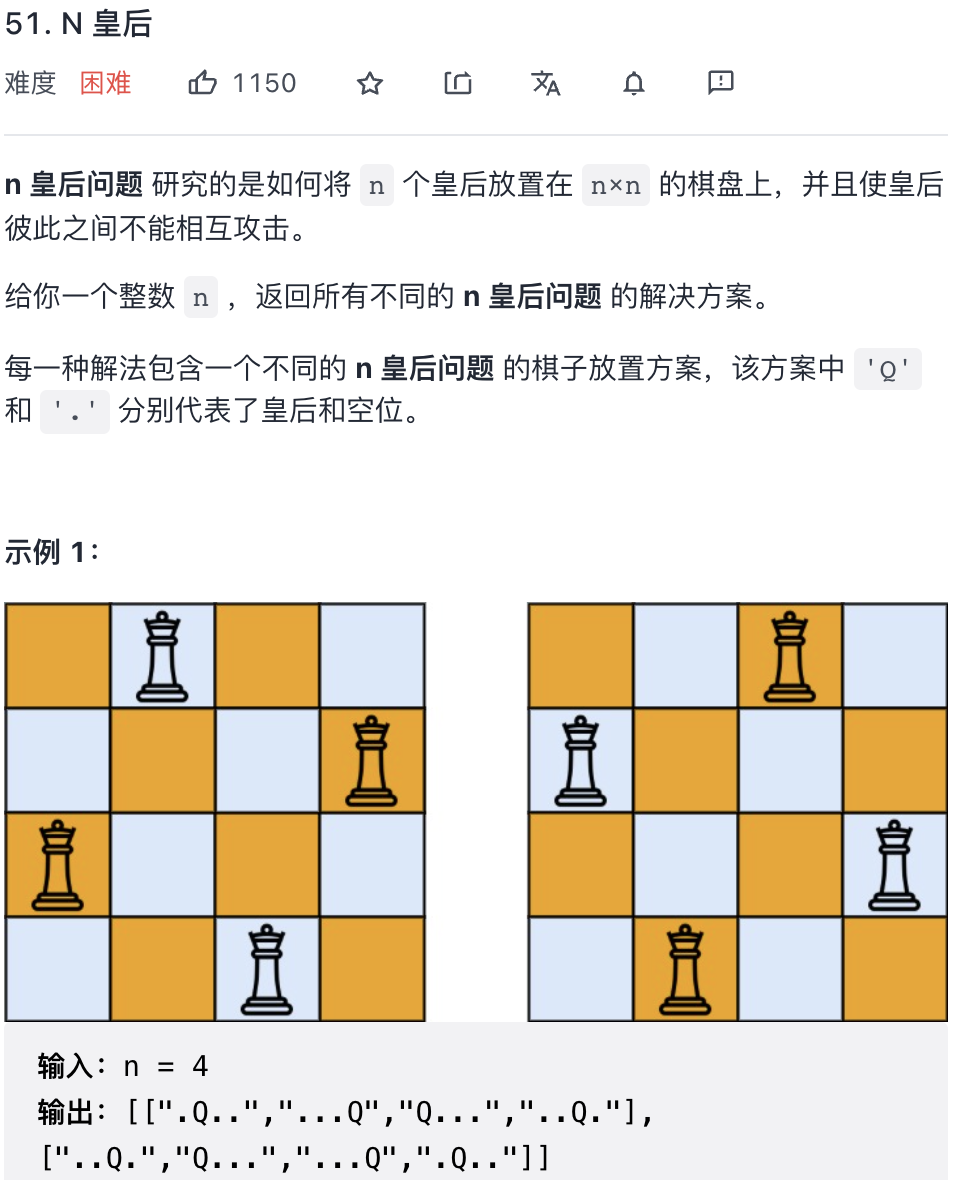 51. N 皇后
难度 困难 1150
n 皇后问题 研究的是如何将 n 个皇后放置在 n×n 的棋盘上，并且使皇后
彼此之间不能相互攻击。
给你一个整数 n ，返回所有不同的 n 皇后问题 的解决方案。
每一种解法包含一个不同的 n 皇后问题 的棋子放置方案，该方案中 'Q'
和 '.' 分别代表了皇后和空位。
示例 1：
输入：n = 4
输出：[[".Q..","...Q","Q...","..Q."],
["..Q.","Q...","...Q",".Q.."]]